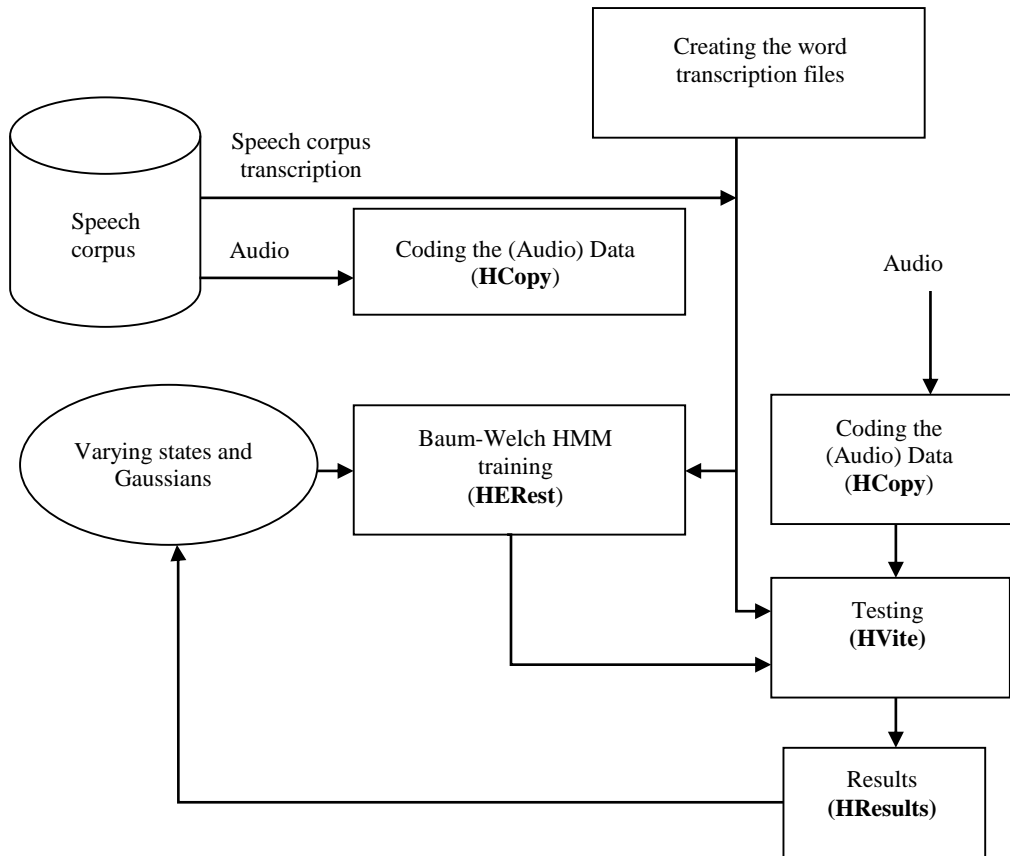 Creating the word
transcription files
Speech corpus
transcription
Speech
corpus
Audio
Coding the (Audio) Data
(HCopy)
Audio
Varying states and
Gaussians
Baum-Welch HMM
training
(HERest)
Coding the
(Audio) Data
(HCopy)
Testing
(HVite)
Results
(HResults)